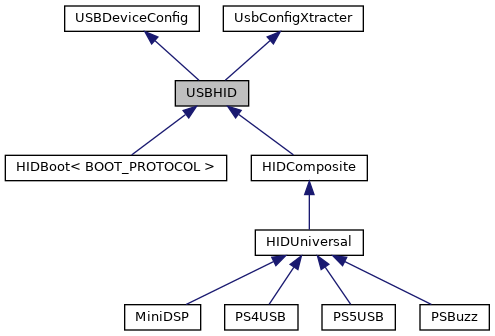 USBDeviceConfig
UsbConfigXtracter
USBHID
HIDBoot< BOOT_PROTOCOL >
HIDComposite
HIDUniversal
MiniDSP
PS4USB
PS5USB
PSBuzz